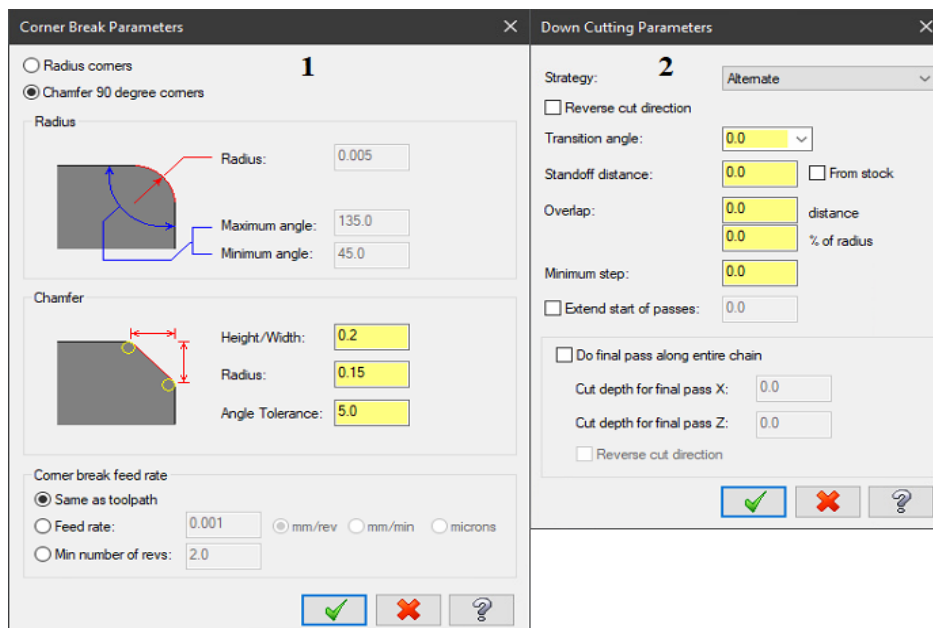 Corner Break Parameters
1
Radius corners
Chamfer 90 degree corners
Radius
Radius: 0.005
Maximum angle: 135.0
Minimum angle: 45.0
Chamfer
Height/Width: 0.2
Radius: 0.15
Angle Tolerance: 5.0
Corner break feed rate
Same as toolpath
Feed rate: 0.001 mm/rev mm/min microns
Min number of revs: 2.0
Down Cutting Parameters
2
Strategy: Alternate
Reverse cut direction
Transition angle: 0.0
Standoff distance: 0.0 From stock
Overlap: 0.0 distance
0.0 % of radius
Minimum step: 0.0
Extend start of passes: 0.0
Do final pass along entire chain
Cut depth for final pass X: 0.0
Cut depth for final pass Z: 0.0
Reverse cut direction